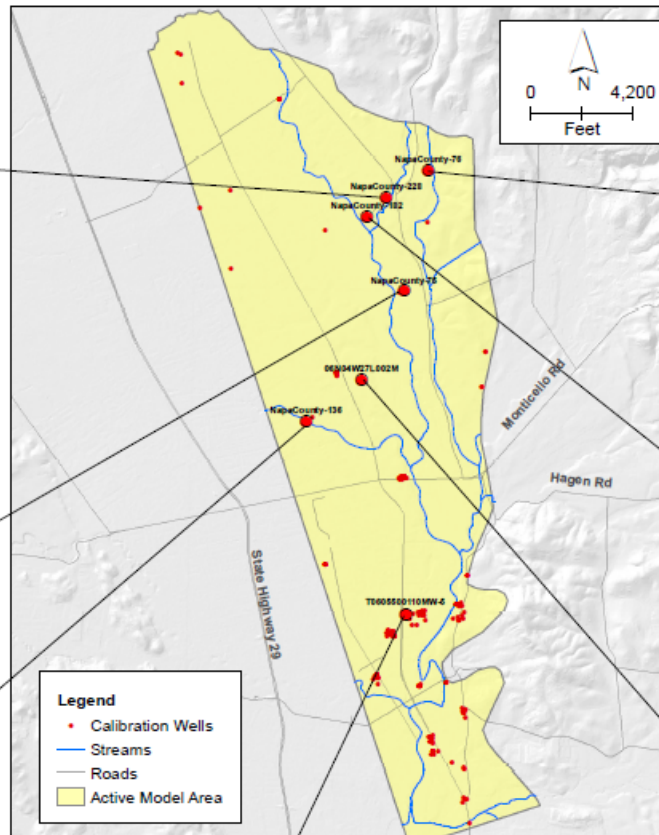 N
0 4,200
Feet
NapaCounty-76
NapaCounty-228
NapaCounty-182
NapaCounty-75
06N04W27L002M
NapaCounty-136
Monticello Rd
Hagen Rd
State Highway 29
T0605500110MW-6
Legend
Calibration Wells
Streams
Roads
Active Model Area